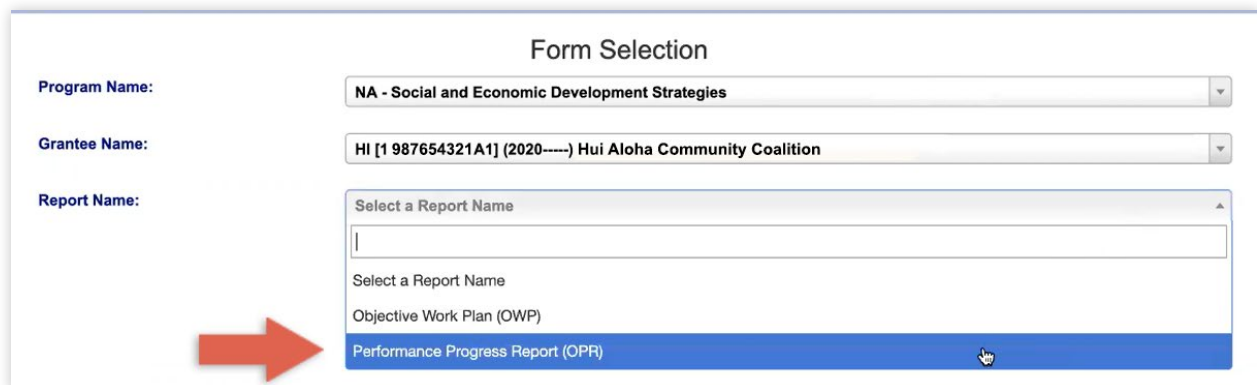 Form Selection
Program Name:
NA - Social and Economic Development Strategies
Grantee Name:
HI [1 987654321A1] (2020-----) Hui Aloha Community Coalition
Report Name:
Select a Report Name
Select a Report Name
Objective Work Plan (OWP)
Performance Progress Report (OPR)